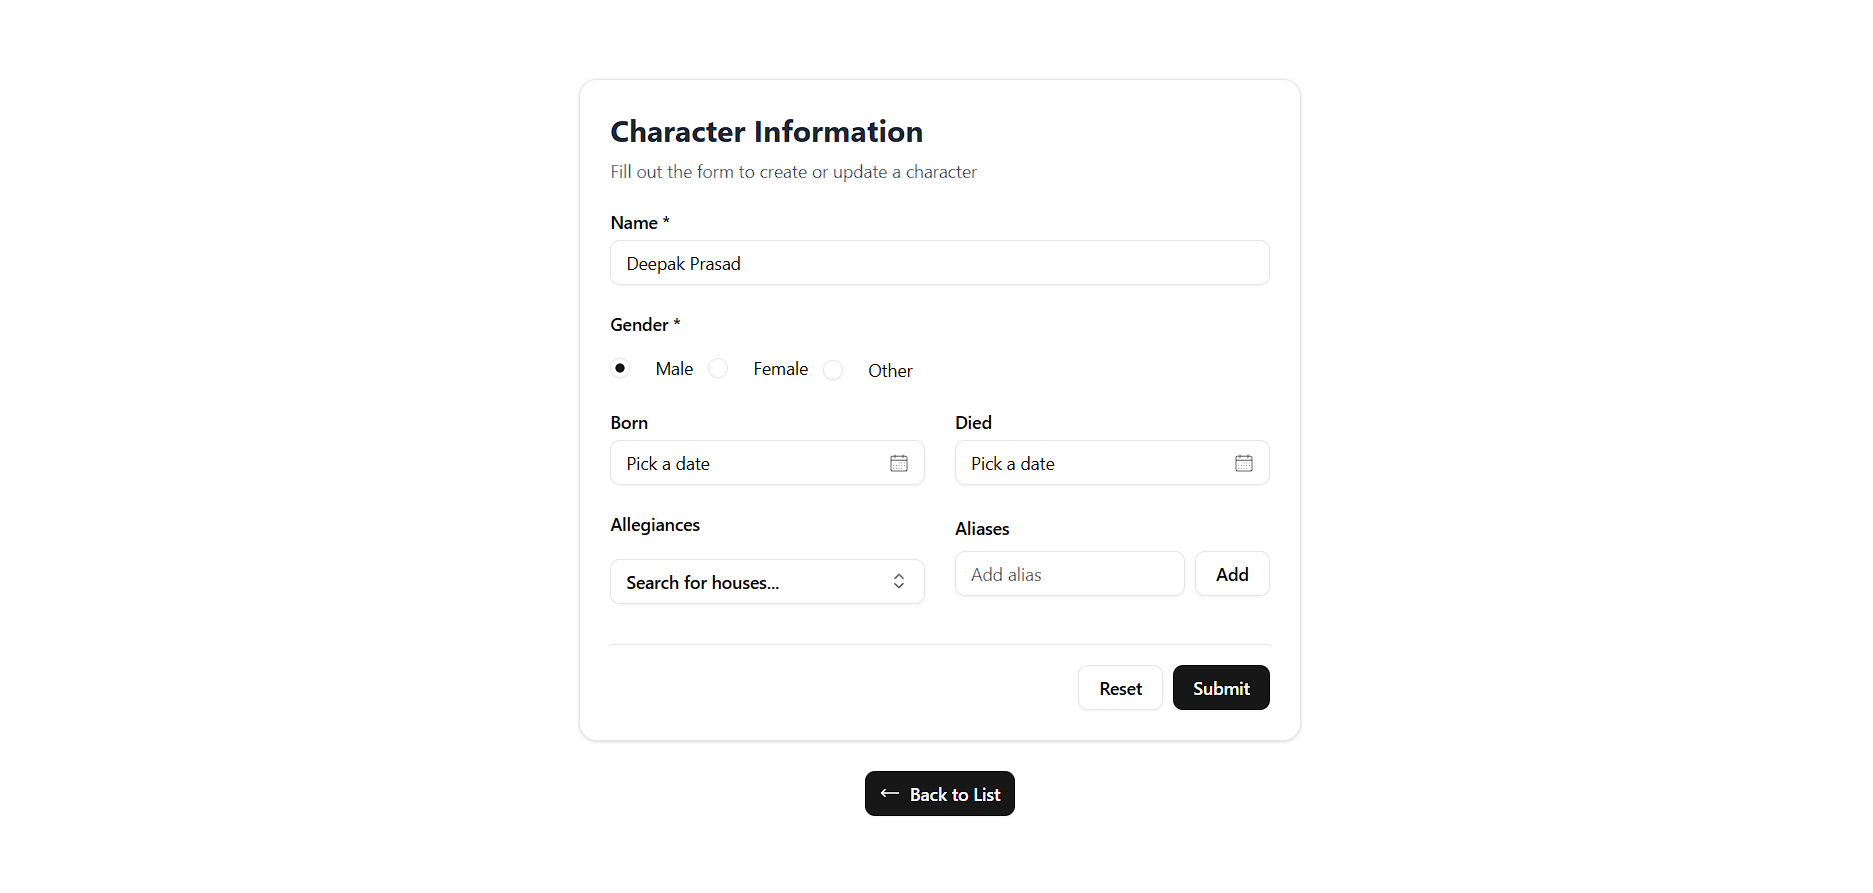 Character Information
Fill out the form to create or update a character
Name *
Deepak Prasad
Gender *
Male Female Other
Born Died
Pick a date Pick a date
Allegiances Aliases
Search for houses... Add alias Add
Reset Submit
← Back to List